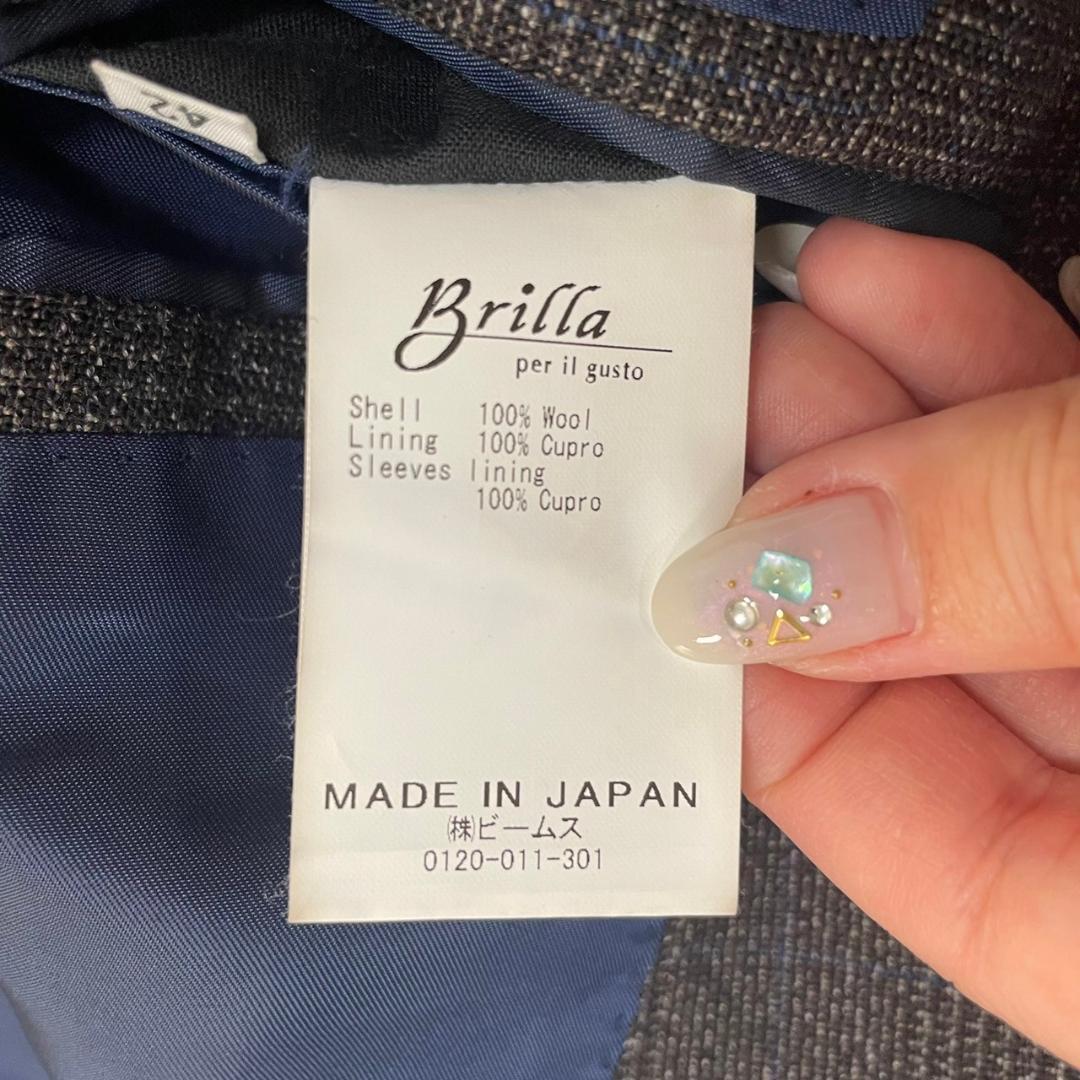 42
Brilla
per il gusto
Shell 100% Wool
Lining 100% Cupro
Sleeves lining
100% Cupro
MADE IN JAPAN
㈱ビームス
0120-011-301